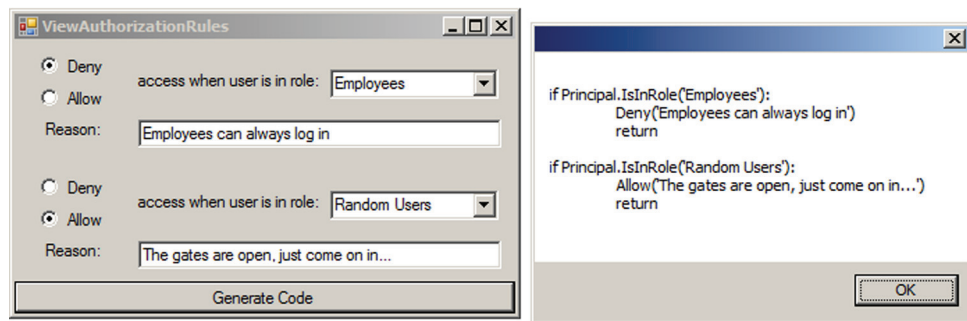 ViewAuthorizationRules
Deny
access when user is in role: Employees
Allow
Reason: Employees can always log in
Deny
access when user is in role: Random Users
Allow
Reason: The gates are open, just come on in...
Generate Code
if Principal.IsInRole('Employees'):
Deny('Employees can always log in')
return
if Principal.IsInRole('Random Users'):
Allow('The gates are open, just come on in...')
return
OK